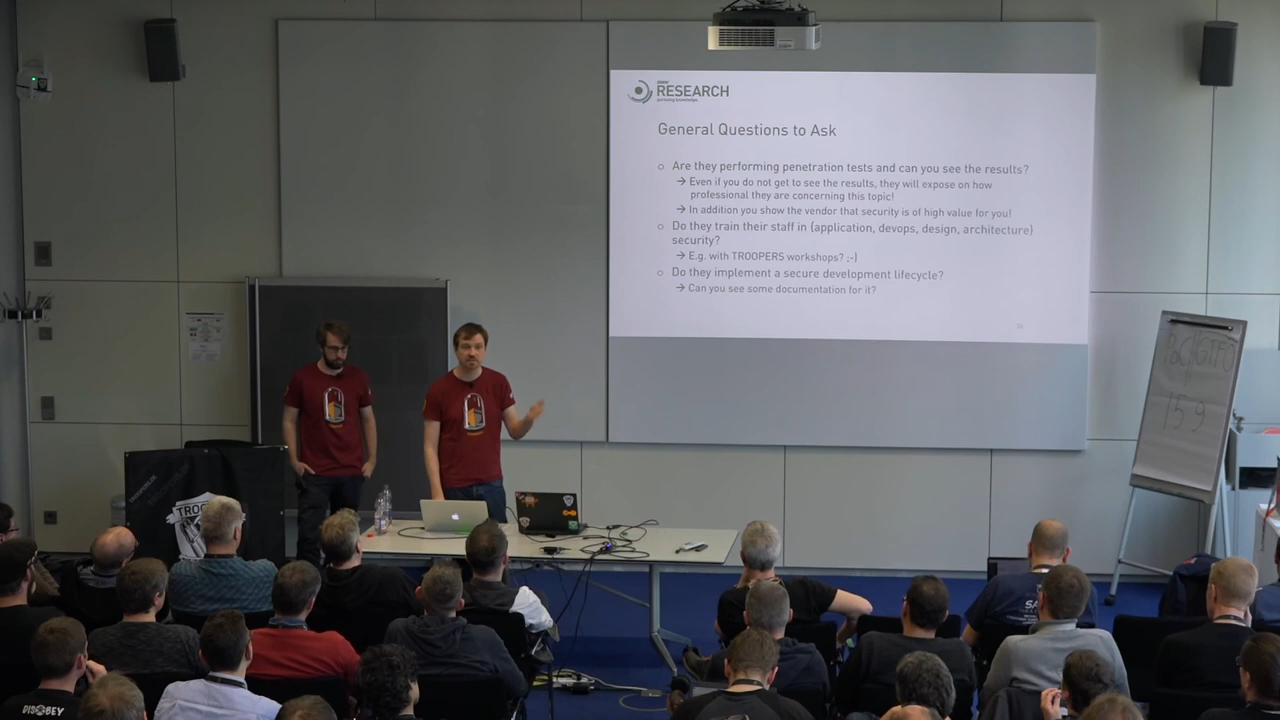 RESEARCH
General Questions to Ask
○ Are they performing penetration tests and can you see the results?
→ Even if you do not get to see the results, they will expose on how
professional they are concerning this topic!
→ In addition you show the vendor that security is of high value for you!
○ Do they train their staff in (application, devops, design, architecture)
security?
→ E.g. with TROOPERS workshops? ;-)
○ Do they implement a secure development lifecycle?
→ Can you see some documentation for it?
PoC||GTFO
15 9
TROO
DISOBEY